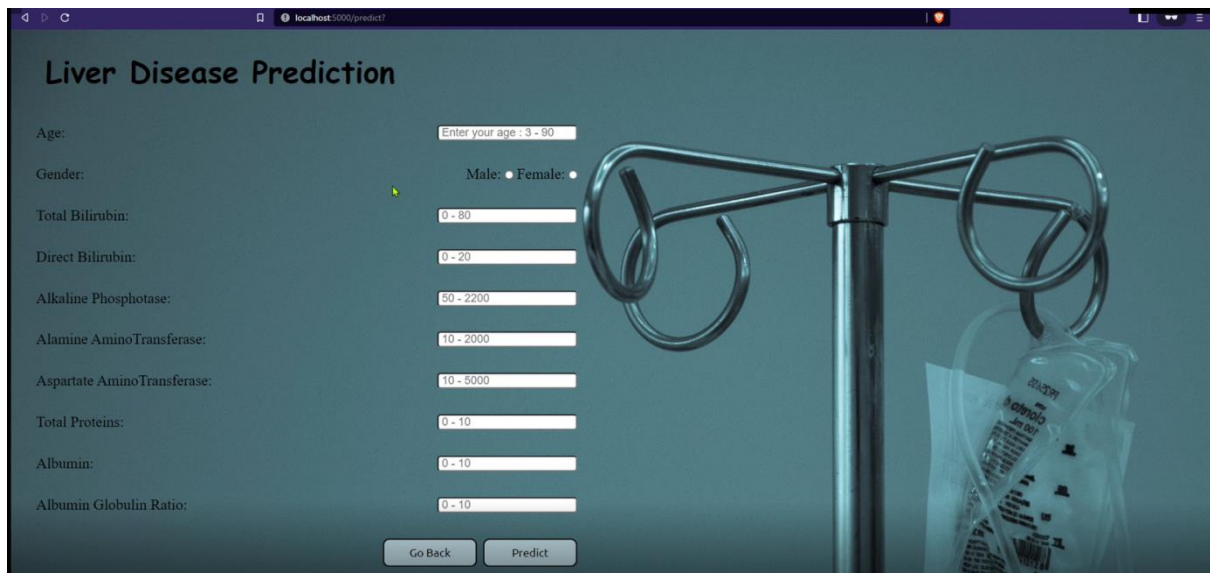 localhost:5000/predict?
Liver Disease Prediction
Age: Enter your age : 3 - 90
Gender: Male: Female:
Total Bilirubin: 0 - 80
Direct Bilirubin: 0 - 20
Alkaline Phosphotase: 50 - 2200
Alamine AminoTransferase: 10 - 2000
Aspartate AminoTransferase: 10 - 5000
Total Proteins: 0 - 10
Albumin: 0 - 10
Albumin Globulin Ratio: 0 - 10
Go Back Predict
100 mL